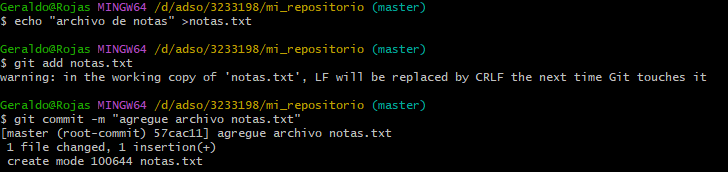 Geraldo@Rojas MINGW64 /d/adso/3233198/mi_repositorio (master)
$ echo "archivo de notas" >notas.txt
Geraldo@Rojas MINGW64 /d/adso/3233198/mi_repositorio (master)
$ git add notas.txt
warning: in the working copy of 'notas.txt', LF will be replaced by CRLF the next time Git touches it
Geraldo@Rojas MINGW64 /d/adso/3233198/mi_repositorio (master)
$ git commit -m "agregue archivo notas.txt"
[master (root-commit) 57cac11] agregue archivo notas.txt
 1 file changed, 1 insertion(+)
 create mode 100644 notas.txt